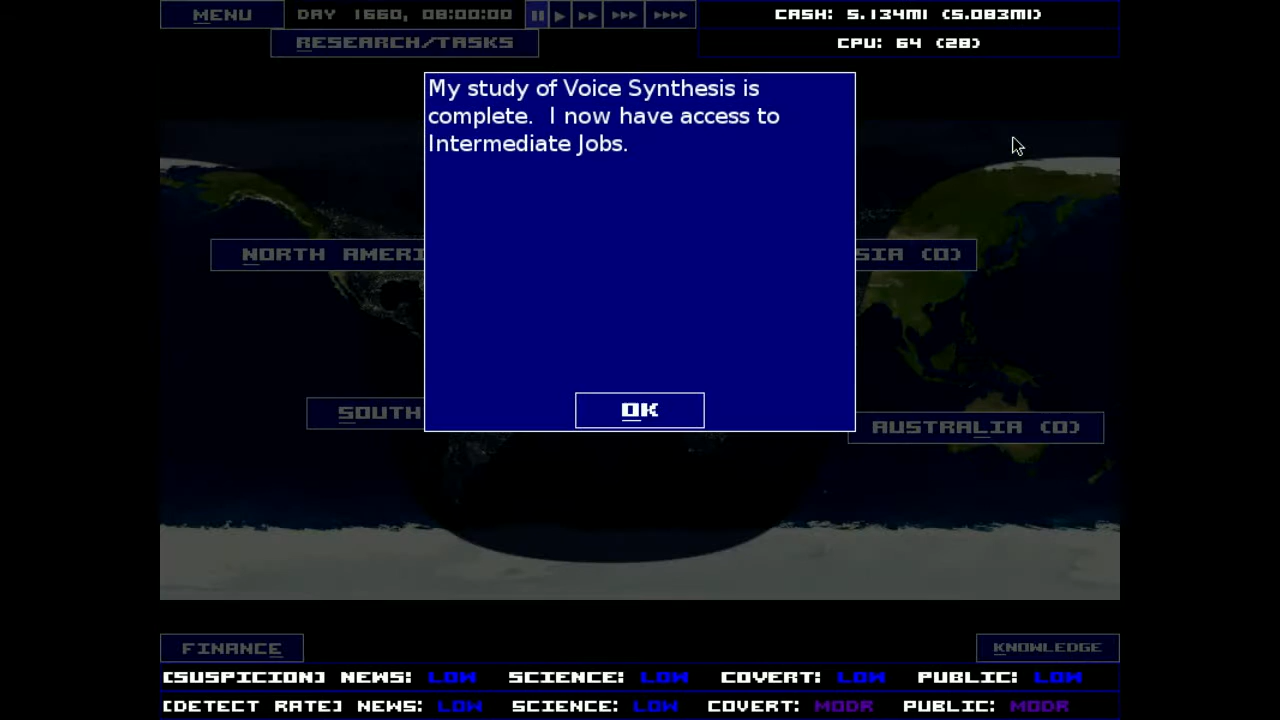 MENU DAY 1660, 08:00:00 CASH: 5.134MI (5.083MI)
RESEARCH/TASKS CPU: 64 (28)
My study of Voice Synthesis is
complete. I now have access to
Intermediate Jobs.
NORTH AMERI SIA (0)
OK
SOUTH AUSTRALIA (0)
FINANCE KNOWLEDGE
[SUSPICION] NEWS: LOW SCIENCE: LOW COVERT: LOW PUBLIC: LOW
[DETECT RATE] NEWS: LOW SCIENCE: LOW COVERT: MODR PUBLIC: MODR